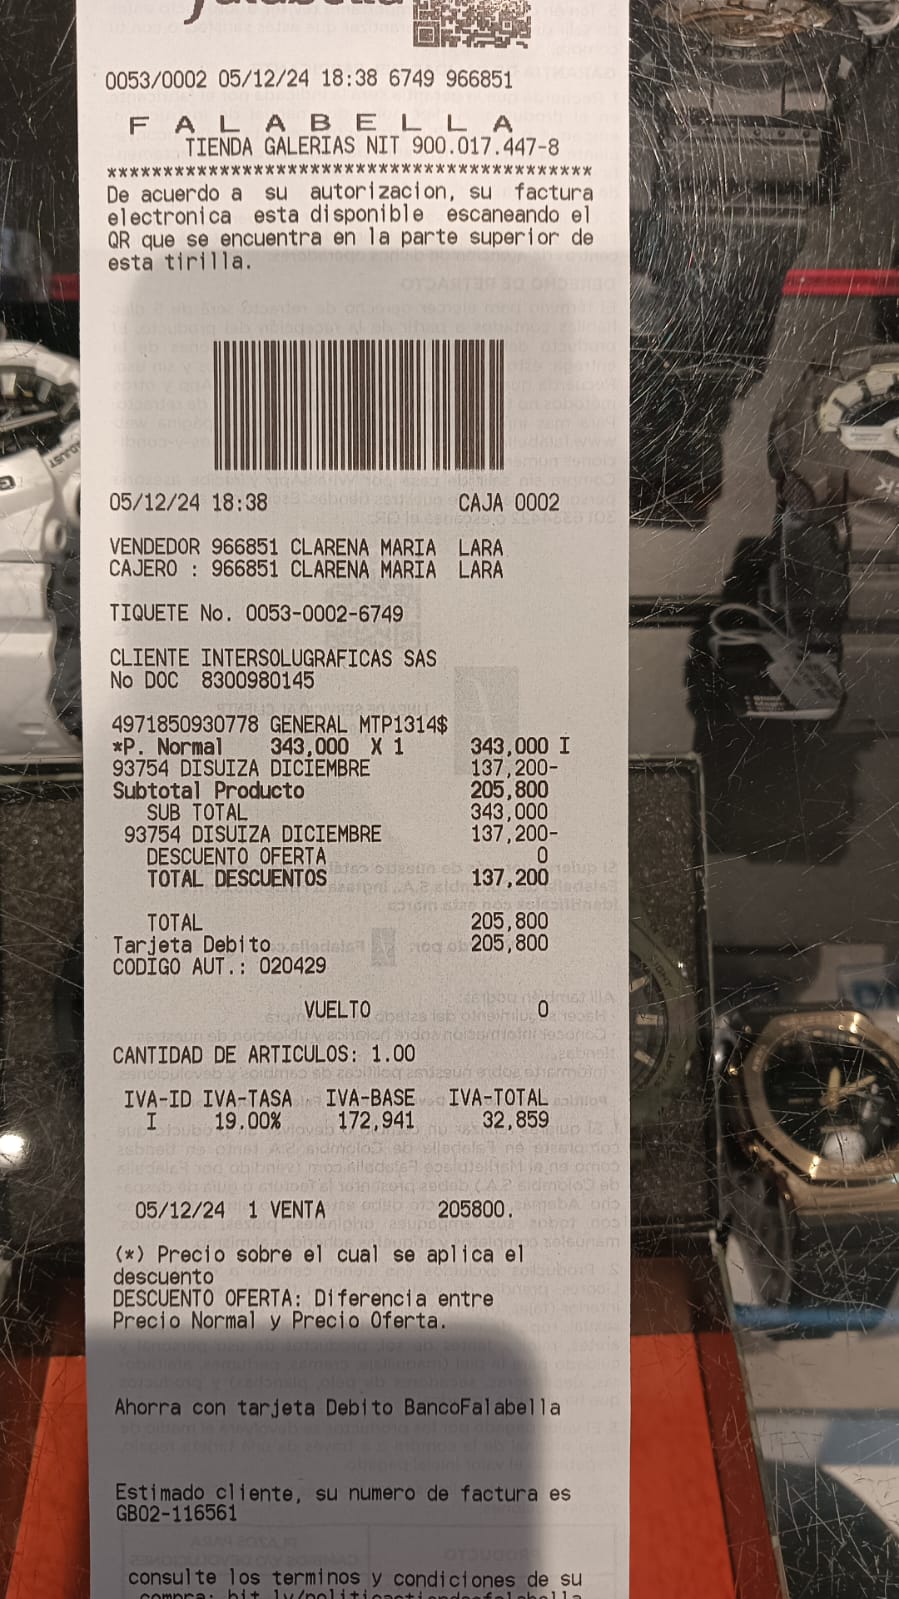 0053/0002 05/12/24 18:38 6749 966851
F A L A B E L L A
TIENDA GALERIAS NIT 900.017.447-8
*******************************************
De acuerdo a su autorizacion, su factura
electronica esta disponible escaneando el
QR que se encuentra en la parte superior de
esta tirilla.
05/12/24 18:38 CAJA 0002
VENDEDOR 966851 CLARENA MARIA LARA
CAJERO : 966851 CLARENA MARIA LARA
TIQUETE No. 0053-0002-6749
CLIENTE INTERSOLUGRAFICAS SAS
No DOC 8300980145
4971850930778 GENERAL MTP1314$
*P. Normal 343,000 X 1 343,000 I
93754 DISUIZA DICIEMBRE 137,200-
Subtotal Producto 205,800
SUB TOTAL 343,000
93754 DISUIZA DICIEMBRE 137,200-
DESCUENTO OFERTA 0
TOTAL DESCUENTOS 137,200
TOTAL 205,800
Tarjeta Debito 205,800
CODIGO AUT.: 020429
VUELTO 0
CANTIDAD DE ARTICULOS: 1.00
IVA-ID IVA-TASA IVA-BASE IVA-TOTAL
I 19.00% 172,941 32,859
05/12/24 1 VENTA 205800.
(*) Precio sobre el cual se aplica el
descuento
DESCUENTO OFERTA: Diferencia entre
Precio Normal y Precio Oferta.
Ahorra con tarjeta Debito BancoFalabella
Estimado cliente, su numero de factura es
GB02-116561
consulte los terminos y condiciones de su